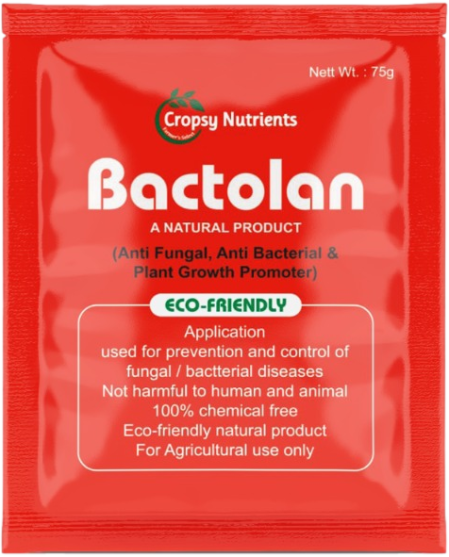 Nett Wt. : 75g
Cropsy Nutrients
Farmer's Safety
Bactolan
A NATURAL PRODUCT
(Anti Fungal, Anti Bacterial &
Plant Growth Promoter)
ECO-FRIENDLY
Application
used for prevention and control of
fungal / bactterial diseases
Not harmful to human and animal
100% chemical free
Eco-friendly natural product
For Agricultural use only